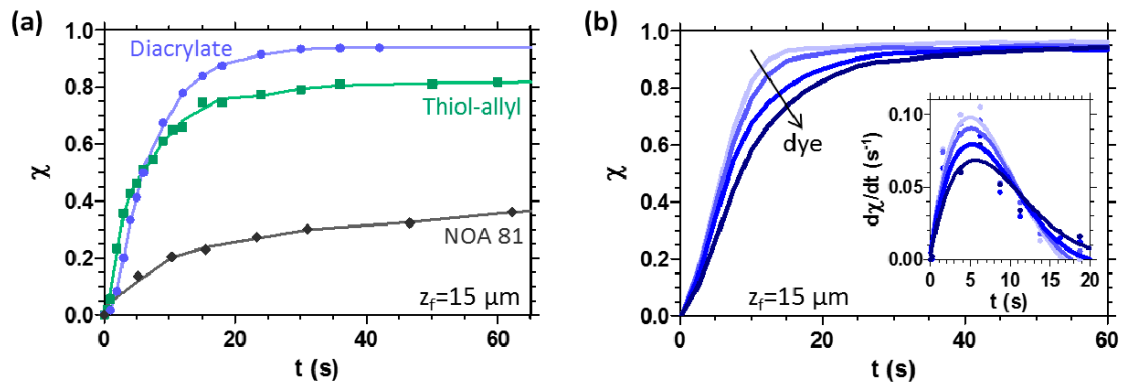 (a)
1.0
0.8
0.6
0.4
0.2
0.0
χ
Diacrylate
Thiol-allyl
NOA 81
z_f=15 μm
0 20 40 60
t (s)
(b)
1.0
0.8
0.6
0.4
0.2
0.0
χ
dye
z_f=15 μm
0 10 20 30 40 50 60
t (s)
0.10
0.05
0.00
dχ/dt (s⁻¹)
0 5 10 15 20
t (s)